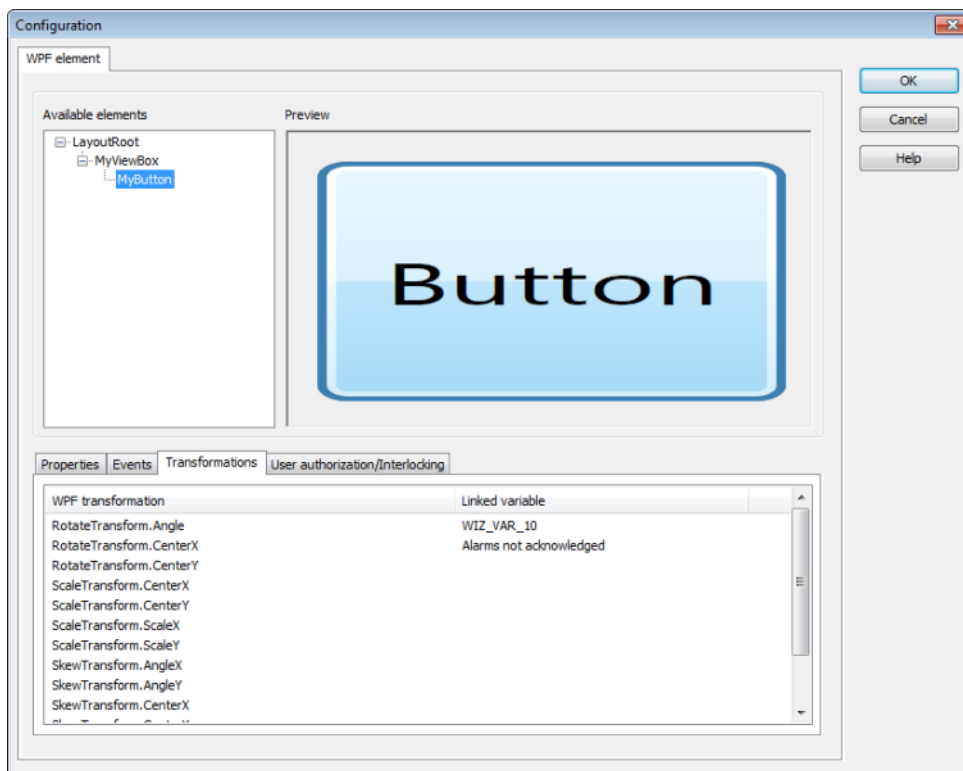 Configuration
WPF element
OK
Cancel
Help
Available elements
Preview
LayoutRoot
MyViewBox
MyButton
Button
Properties
Events
Transformations
User authorization/Interlocking
WPF transformation Linked variable
RotateTransform.Angle WIZ_VAR_10
RotateTransform.CenterX Alarms not acknowledged
RotateTransform.CenterY
ScaleTransform.CenterX
ScaleTransform.CenterY
ScaleTransform.ScaleX
ScaleTransform.ScaleY
SkewTransform.AngleX
SkewTransform.AngleY
SkewTransform.CenterX